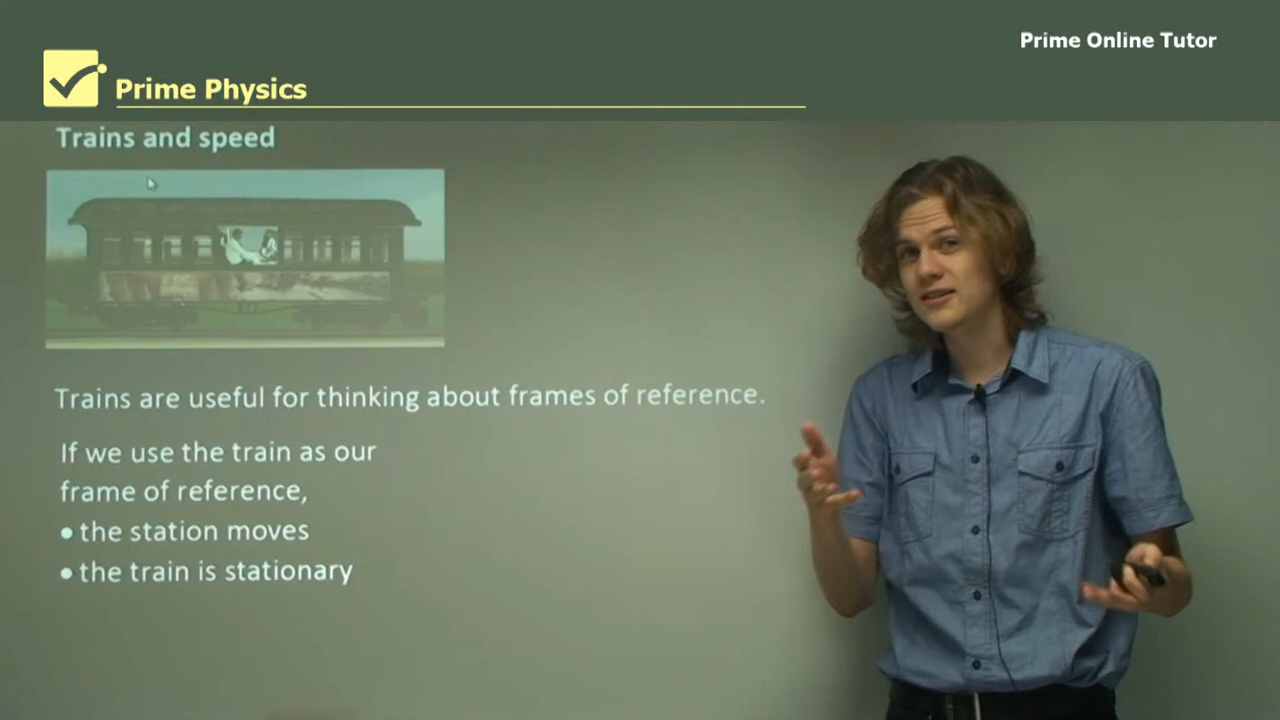 Prime Online Tutor
Prime Physics
Trains and speed
Trains are useful for thinking about frames of reference.
If we use the train as our
frame of reference,
• the station moves
• the train is stationary